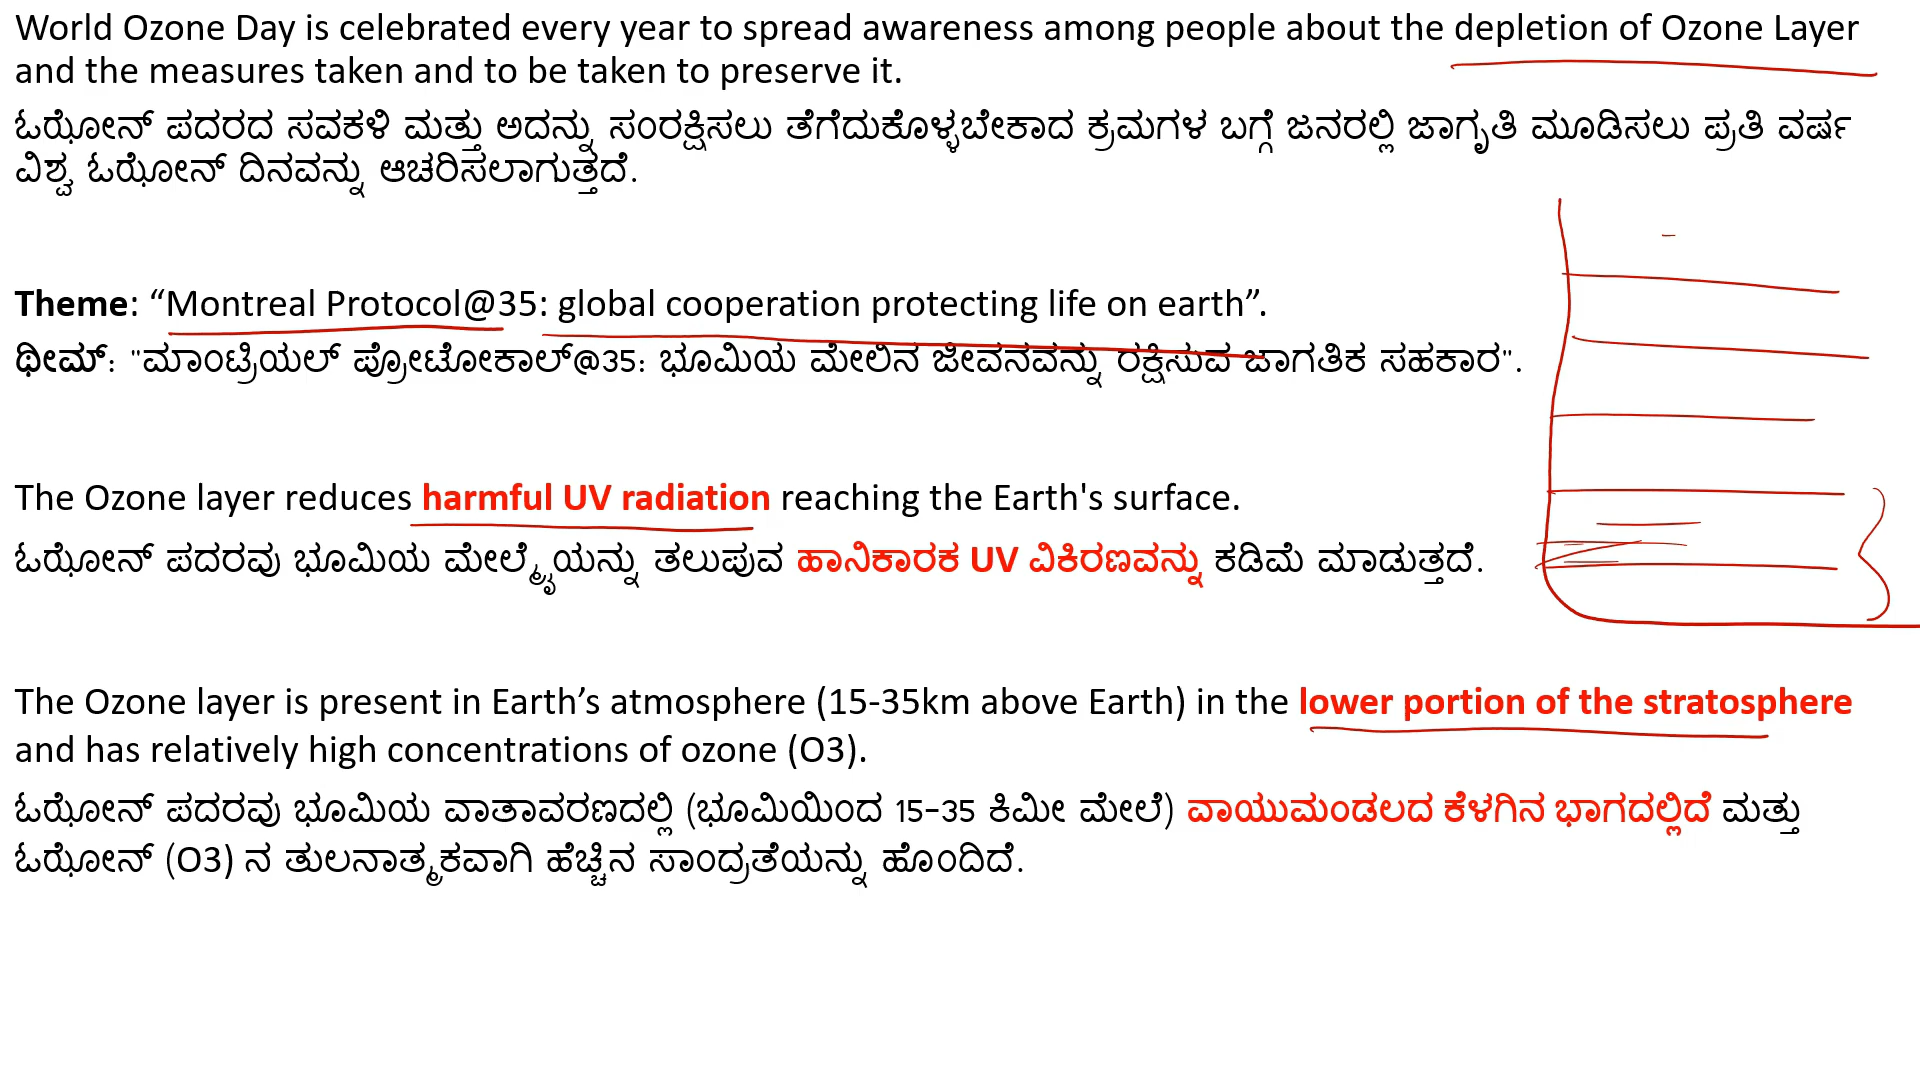 World Ozone Day is celebrated every year to spread awareness among people about the depletion of Ozone Layer
and the measures taken and to be taken to preserve it.
ಓಝೋನ್ ಪದರದ ಸವಕಳಿ ಮತ್ತು ಅದನ್ನು ಸಂರಕ್ಷಿಸಲು ತೆಗೆದುಕೊಳ್ಳಬೇಕಾದ ಕ್ರಮಗಳ ಬಗ್ಗೆ ಜನರಲ್ಲಿ ಜಾಗೃತಿ ಮೂಡಿಸಲು ಪ್ರತಿ ವರ್ಷ
ವಿಶ್ವ ಓಝೋನ್ ದಿನವನ್ನು ಆಚರಿಸಲಾಗುತ್ತದೆ.
Theme: “Montreal Protocol@35: global cooperation protecting life on earth”.
ಥೀಮ್: "ಮಾಂಟ್ರಿಯಲ್ ಪ್ರೋಟೋಕಾಲ್@35: ಭೂಮಿಯ ಮೇಲಿನ ಜೀವನವನ್ನು ರಕ್ಷಿಸುವ ಜಾಗತಿಕ ಸಹಕಾರ".
The Ozone layer reduces harmful UV radiation reaching the Earth's surface.
ಓಝೋನ್ ಪದರವು ಭೂಮಿಯ ಮೇಲ್ಮೈಯನ್ನು ತಲುಪುವ ಹಾನಿಕಾರಕ UV ವಿಕಿರಣವನ್ನು ಕಡಿಮೆ ಮಾಡುತ್ತದೆ.
The Ozone layer is present in Earth’s atmosphere (15-35km above Earth) in the lower portion of the stratosphere
and has relatively high concentrations of ozone (O3).
ಓಝೋನ್ ಪದರವು ಭೂಮಿಯ ವಾತಾವರಣದಲ್ಲಿ (ಭೂಮಿಯಿಂದ 15-35 ಕಿಮೀ ಮೇಲೆ) ವಾಯುಮಂಡಲದ ಕೆಳಗಿನ ಭಾಗದಲ್ಲಿದೆ ಮತ್ತು
ಓಝೋನ್ (O3) ನ ತುಲನಾತ್ಮಕವಾಗಿ ಹೆಚ್ಚಿನ ಸಾಂದ್ರತೆಯನ್ನು ಹೊಂದಿದೆ.